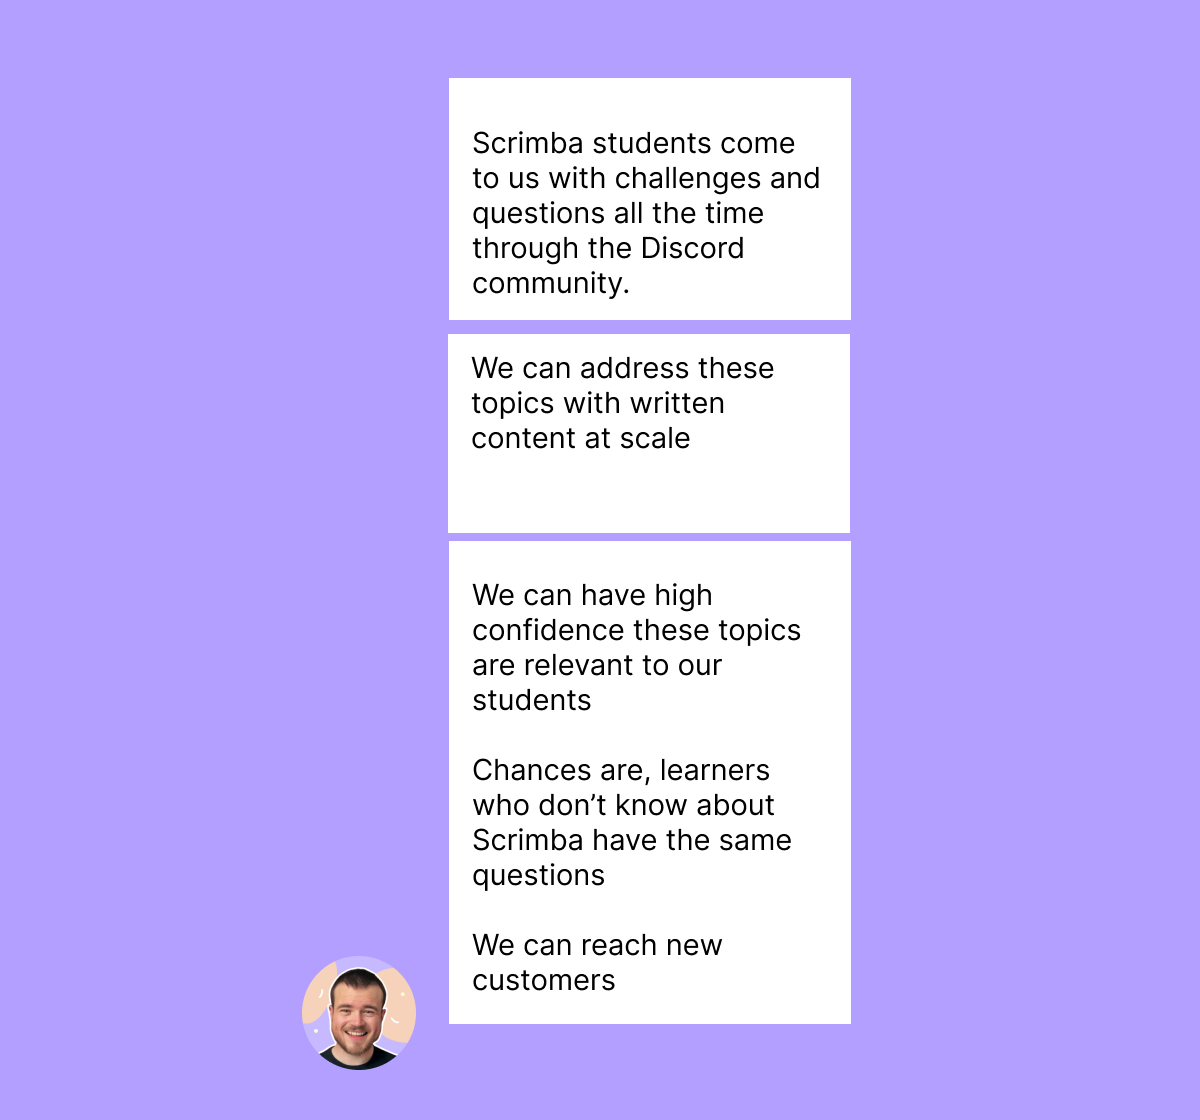 Scrimba students come
to us with challenges and
questions all the time
through the Discord
community.
We can address these
topics with written
content at scale
We can have high
confidence these topics
are relevant to our
students
Chances are, learners
who don’t know about
Scrimba have the same
questions
We can reach new
customers